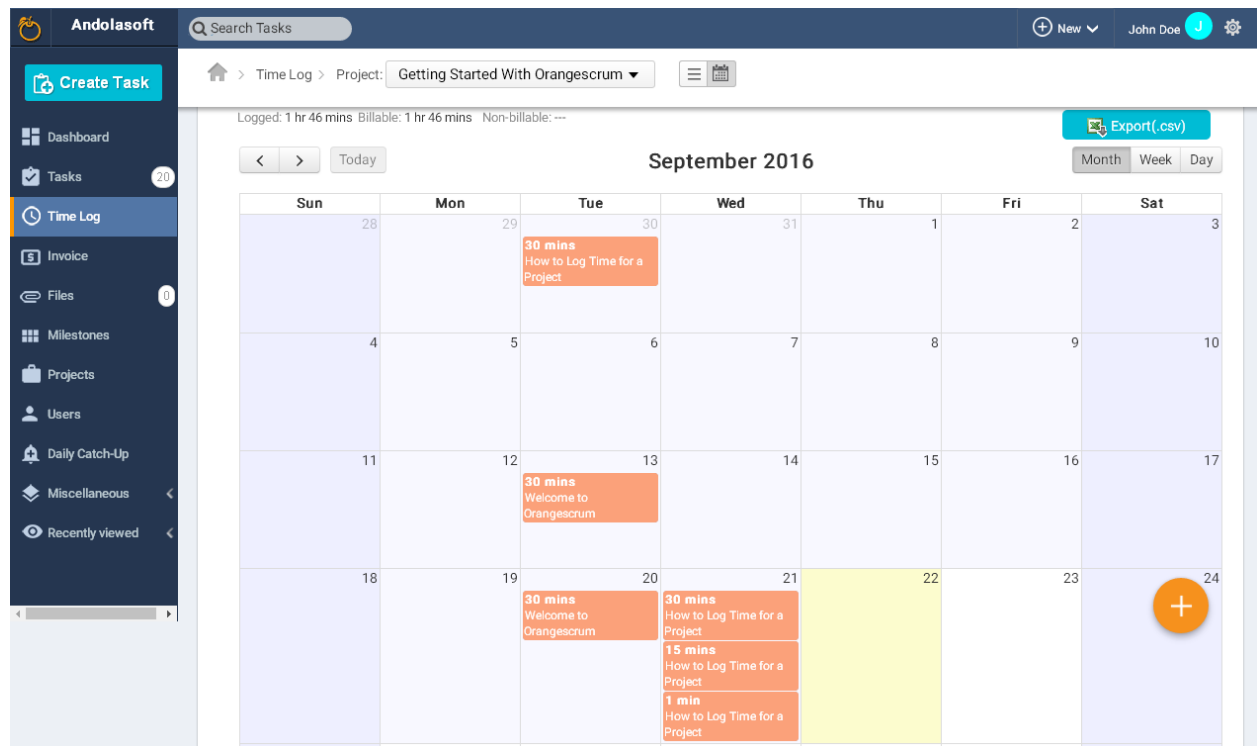 Andolasoft
Search Tasks
New
John Doe J
Create Task
Time Log > Project: Getting Started With Orangescrum
Dashboard
Tasks 20
Time Log
Invoice
Files 0
Milestones
Projects
Users
Daily Catch-Up
Miscellaneous
Recently viewed
Logged: 1 hr 46 mins Billable: 1 hr 46 mins Non-billable: ---
Export(.csv)
< > Today
September 2016
Month Week Day
Sun Mon Tue Wed Thu Fri Sat
28 29 30 31 1 2 3
30 mins
How to Log Time for a
Project
4 5 6 7 8 9 10
11 12 13 14 15 16 17
30 mins
Welcome to
Orangescrum
18 19 20 21 22 23 24
30 mins
Welcome to
Orangescrum
30 mins
How to Log Time for a
Project
15 mins
How to Log Time for a
Project
1 min
How to Log Time for a
Project